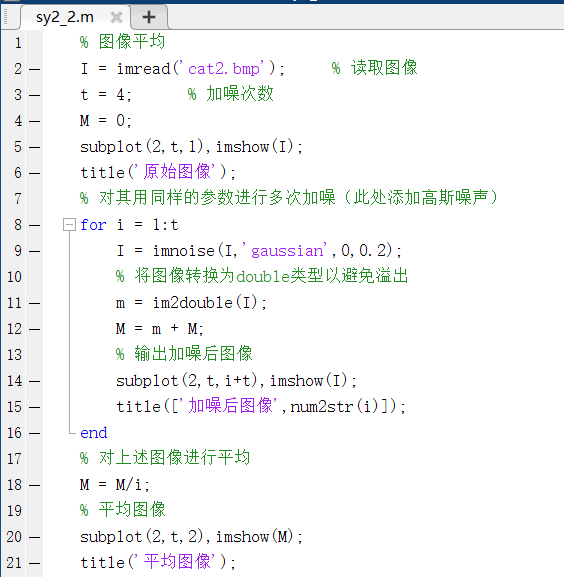 sy2_2.m
1 % 图像平均
2 I = imread('cat2.bmp'); % 读取图像
3 t = 4; % 加噪次数
4 M = 0;
5 subplot(2,t,1),imshow(I);
6 title('原始图像');
7 % 对其用同样的参数进行多次加噪（此处添加高斯噪声）
8 for i = 1:t
9 I = imnoise(I,'gaussian',0,0.2);
10 % 将图像转换为double类型以避免溢出
11 m = im2double(I);
12 M = m + M;
13 % 输出加噪后图像
14 subplot(2,t,i+t),imshow(I);
15 title(['加噪后图像',num2str(i)]);
16 end
17 % 对上述图像进行平均
18 M = M/i;
19 % 平均图像
20 subplot(2,t,2),imshow(M);
21 title('平均图像');